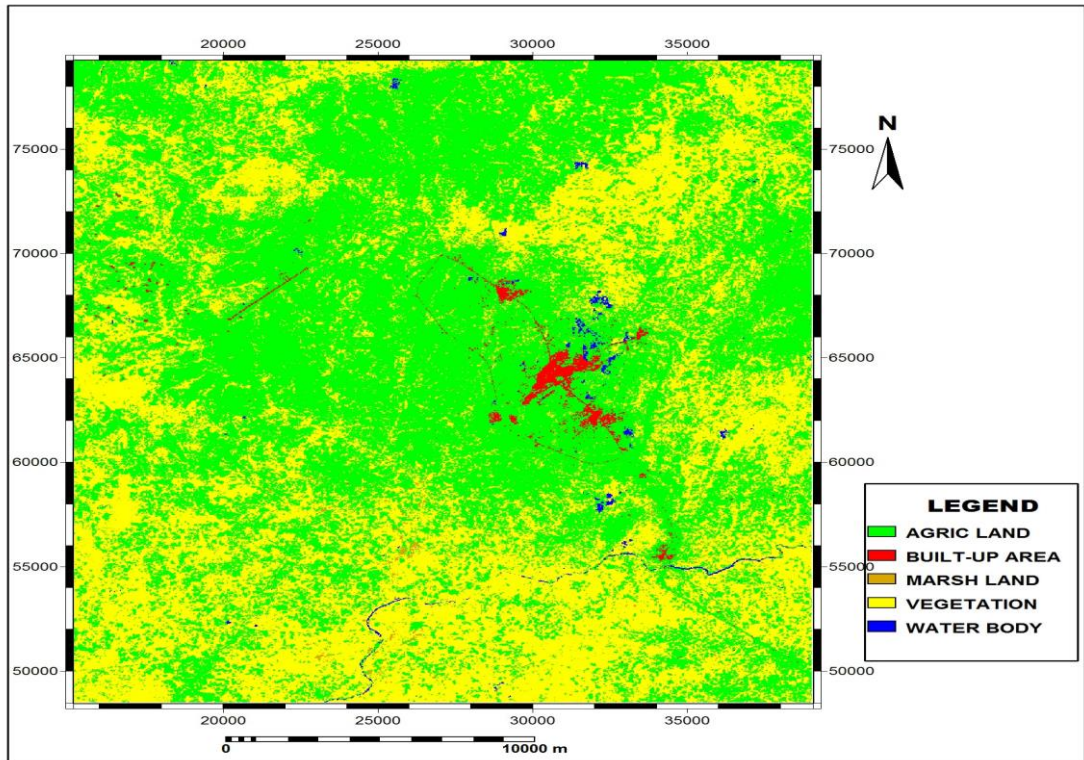 20000 25000 30000 35000
N
75000 75000
70000 70000
65000 65000
60000 60000
LEGEND
AGRIC LAND
BUILT-UP AREA
55000 55000
MARSH LAND
VEGETATION
WATER BODY
50000 50000
20000 25000 30000 35000
0 10000 m